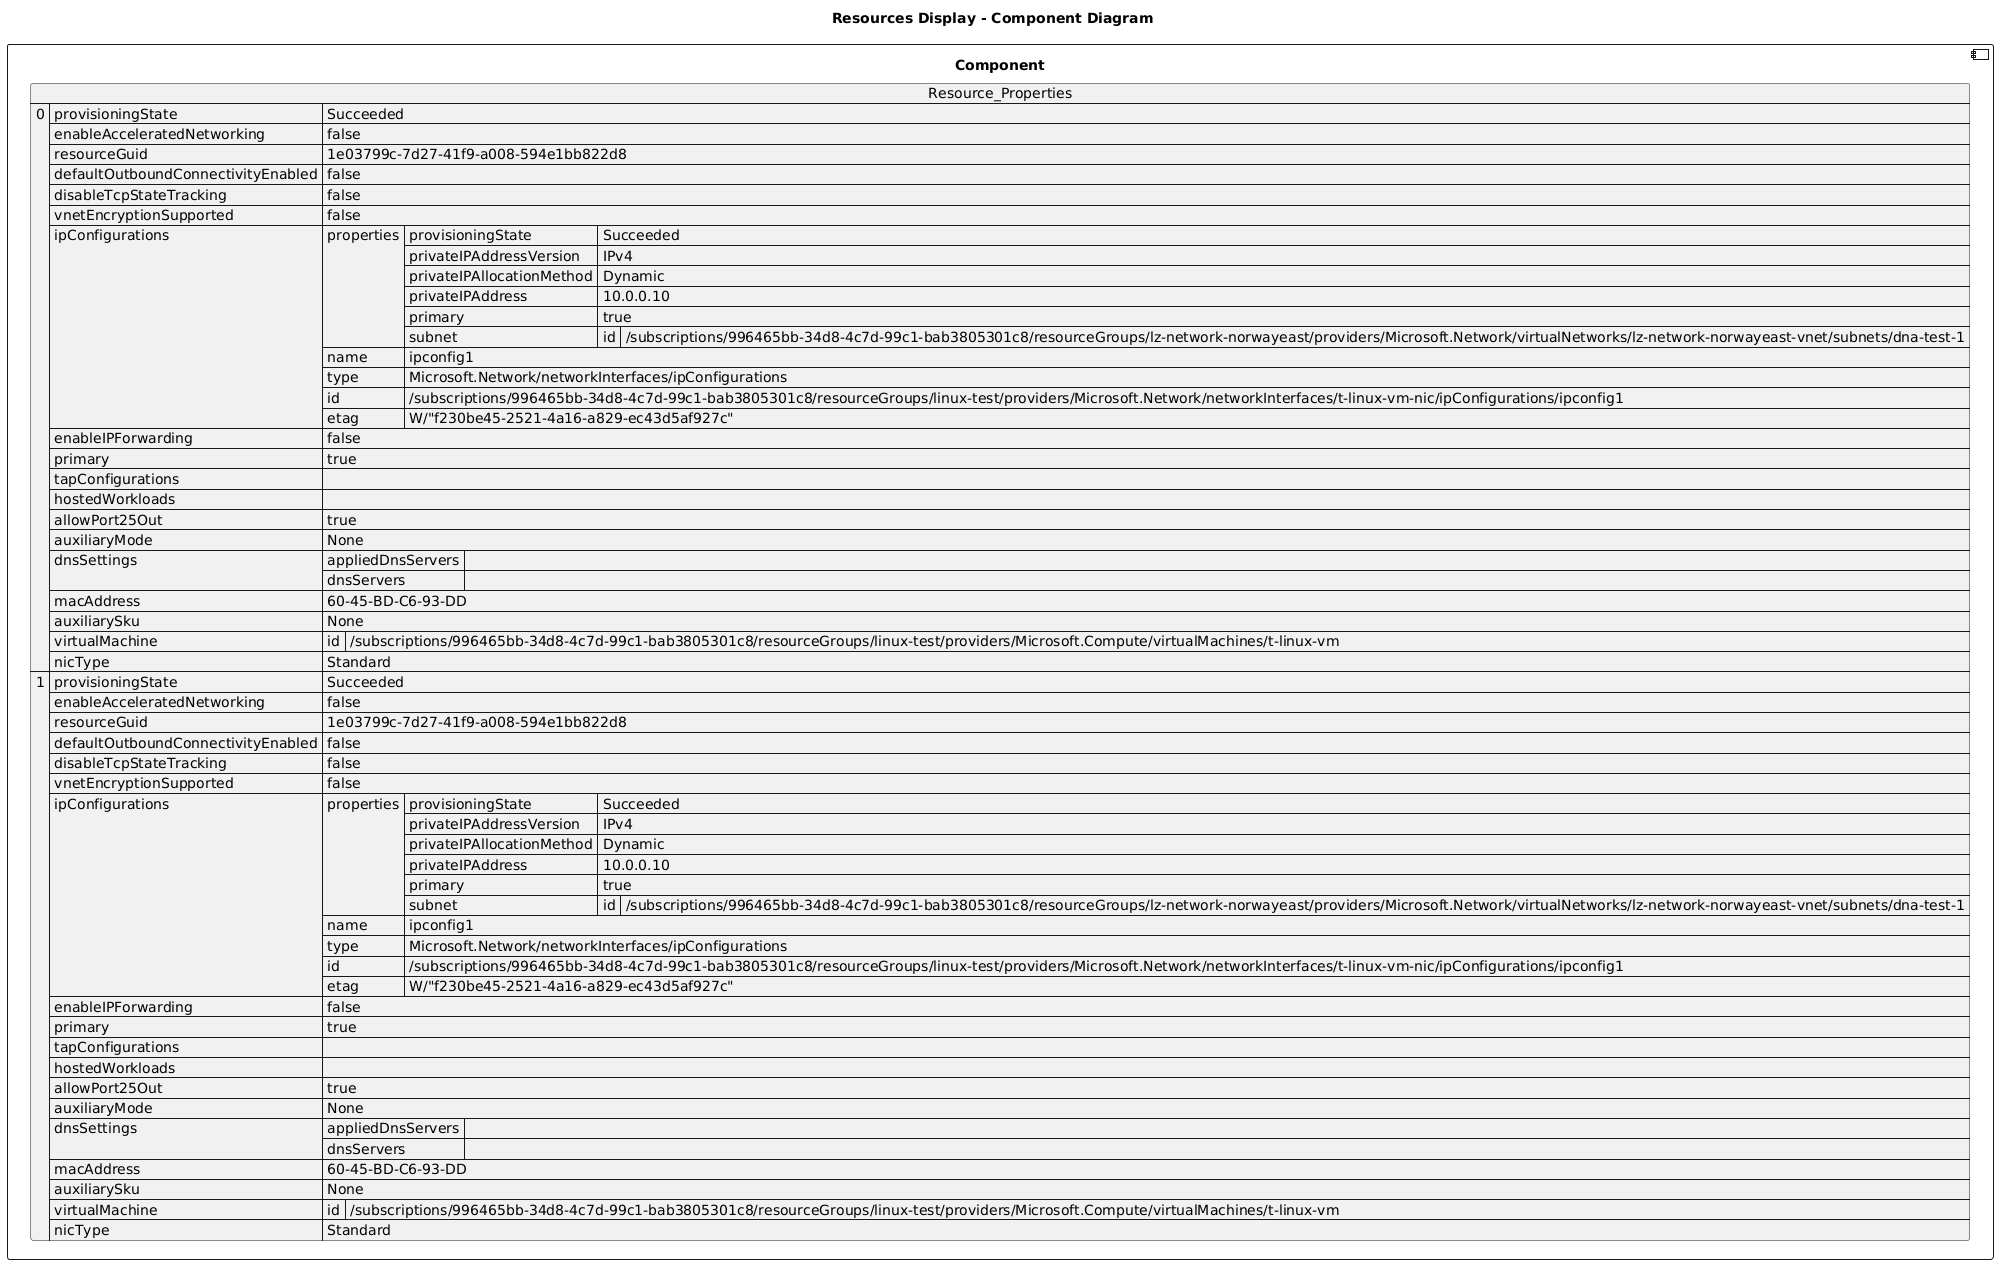 Resources Display - Component Diagram
Component
Resource_Properties
0 provisioningState Succeeded
enableAcceleratedNetworking false
resourceGuid 1e03799c-7d27-41f9-a008-594e1bb822d8
defaultOutboundConnectivityEnabled false
disableTcpStateTracking false
vnetEncryptionSupported false
ipConfigurations properties provisioningState Succeeded
privateIPAddressVersion IPv4
privateIPAllocationMethod Dynamic
privateIPAddress 10.0.0.10
primary true
subnet id /subscriptions/996465bb-34d8-4c7d-99c1-bab3805301c8/resourceGroups/lz-network-norwayeast/providers/Microsoft.Network/virtualNetworks/lz-network-norwayeast-vnet/subnets/dna-test-1
name ipconfig1
type Microsoft.Network/networkInterfaces/ipConfigurations
id /subscriptions/996465bb-34d8-4c7d-99c1-bab3805301c8/resourceGroups/linux-test/providers/Microsoft.Network/networkInterfaces/t-linux-vm-nic/ipConfigurations/ipconfig1
etag W/"f230be45-2521-4a16-a829-ec43d5af927c"
enableIPForwarding false
primary true
tapConfigurations
hostedWorkloads
allowPort25Out true
auxiliaryMode None
dnsSettings appliedDnsServers
dnsServers
macAddress 60-45-BD-C6-93-DD
auxiliarySku None
virtualMachine id /subscriptions/996465bb-34d8-4c7d-99c1-bab3805301c8/resourceGroups/linux-test/providers/Microsoft.Compute/virtualMachines/t-linux-vm
nicType Standard
1 provisioningState Succeeded
enableAcceleratedNetworking false
resourceGuid 1e03799c-7d27-41f9-a008-594e1bb822d8
defaultOutboundConnectivityEnabled false
disableTcpStateTracking false
vnetEncryptionSupported false
ipConfigurations properties provisioningState Succeeded
privateIPAddressVersion IPv4
privateIPAllocationMethod Dynamic
privateIPAddress 10.0.0.10
primary true
subnet id /subscriptions/996465bb-34d8-4c7d-99c1-bab3805301c8/resourceGroups/lz-network-norwayeast/providers/Microsoft.Network/virtualNetworks/lz-network-norwayeast-vnet/subnets/dna-test-1
name ipconfig1
type Microsoft.Network/networkInterfaces/ipConfigurations
id /subscriptions/996465bb-34d8-4c7d-99c1-bab3805301c8/resourceGroups/linux-test/providers/Microsoft.Network/networkInterfaces/t-linux-vm-nic/ipConfigurations/ipconfig1
etag W/"f230be45-2521-4a16-a829-ec43d5af927c"
enableIPForwarding false
primary true
tapConfigurations
hostedWorkloads
allowPort25Out true
auxiliaryMode None
dnsSettings appliedDnsServers
dnsServers
macAddress 60-45-BD-C6-93-DD
auxiliarySku None
virtualMachine id /subscriptions/996465bb-34d8-4c7d-99c1-bab3805301c8/resourceGroups/linux-test/providers/Microsoft.Compute/virtualMachines/t-linux-vm
nicType Standard